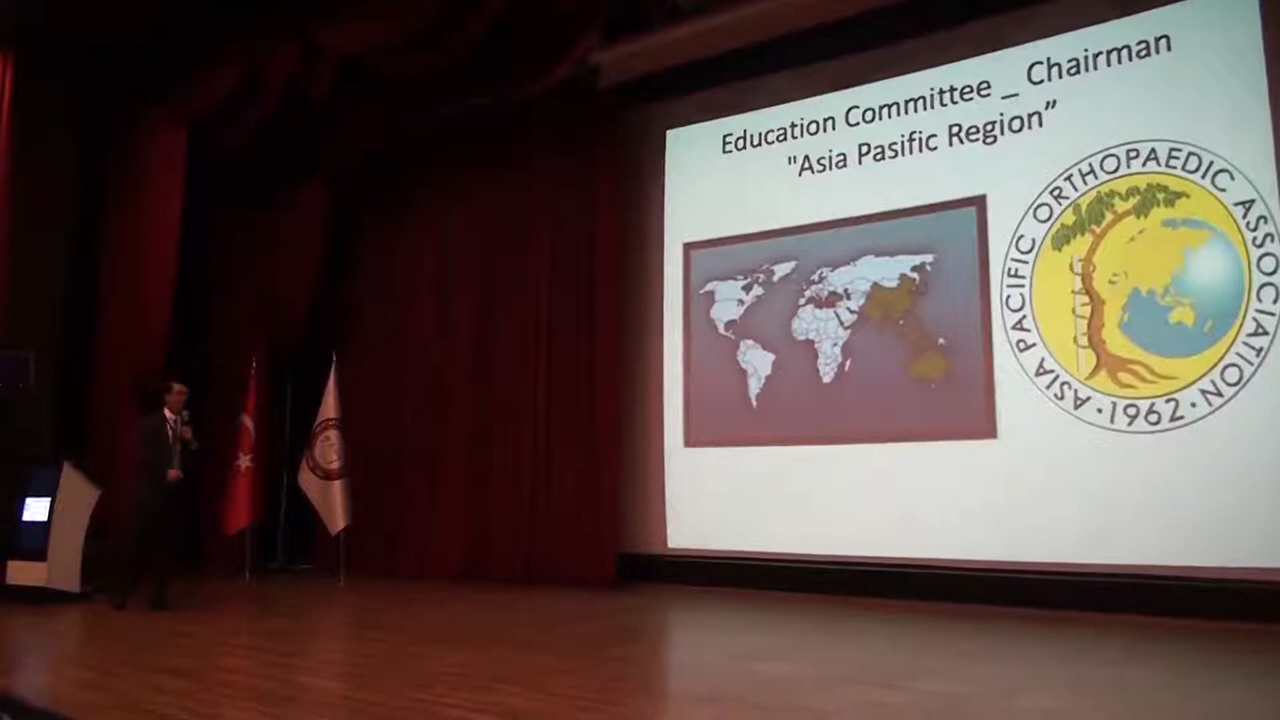 Education Committee _ Chairman
"Asia Pasific Region”
ASIA PACIFIC ORTHOPAEDIC ASSOCIATION
· 1962 ·